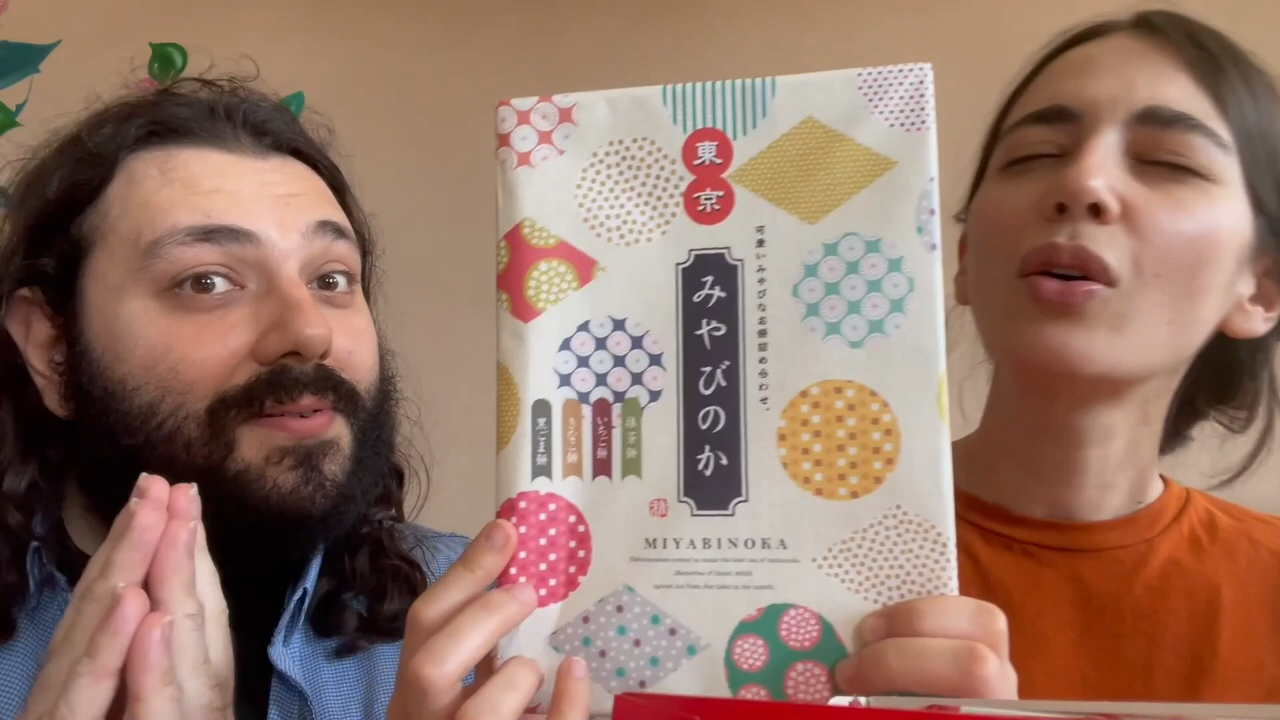 東京
可愛いみやびなお餅詰め合わせ。
みやびのか
抹茶餅
いちご餅
きなこ餅
黒ごま餅
MIYABINOKA